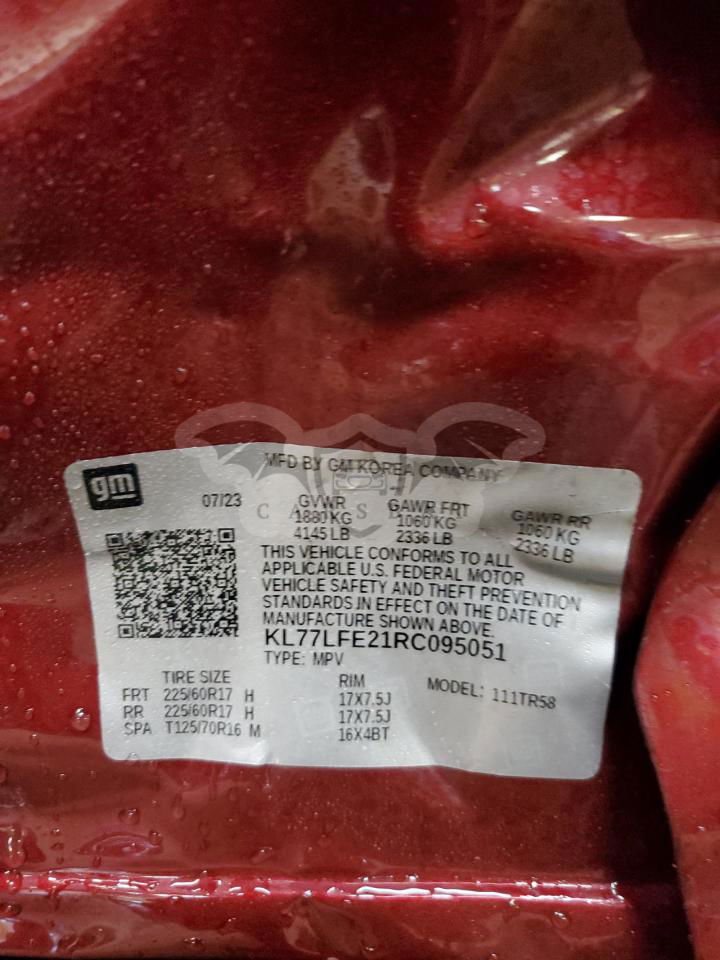 gm
MFD BY GM KOREA COMPANY
07/23
GVWR GAWR FRT GAWR RR
1880 KG 1060 KG 1060 KG
4145 LB 2336 LB 2336 LB
THIS VEHICLE CONFORMS TO ALL
APPLICABLE U.S. FEDERAL MOTOR
VEHICLE SAFETY AND THEFT PREVENTION
STANDARDS IN EFFECT ON THE DATE OF
MANUFACTURE SHOWN ABOVE.
KL77LFE21RC095051
TYPE: MPV
TIRE SIZE RIM MODEL: 111TR58
FRT 225/60R17 H 17X7.5J
RR 225/60R17 H 17X7.5J
SPA T125/70R16 M 16X4BT